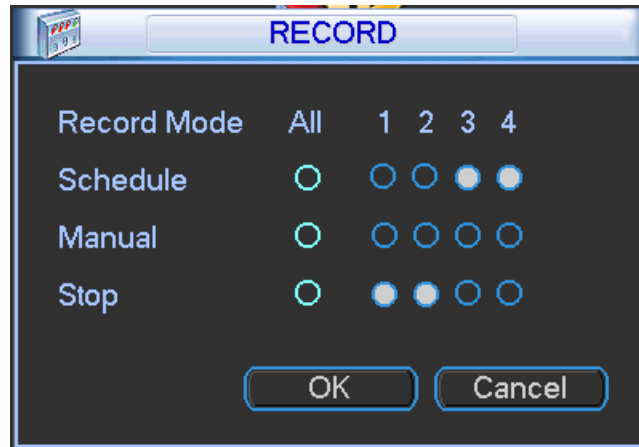 RECORD
Record Mode All 1 2 3 4
Schedule
Manual
Stop
OK Cancel